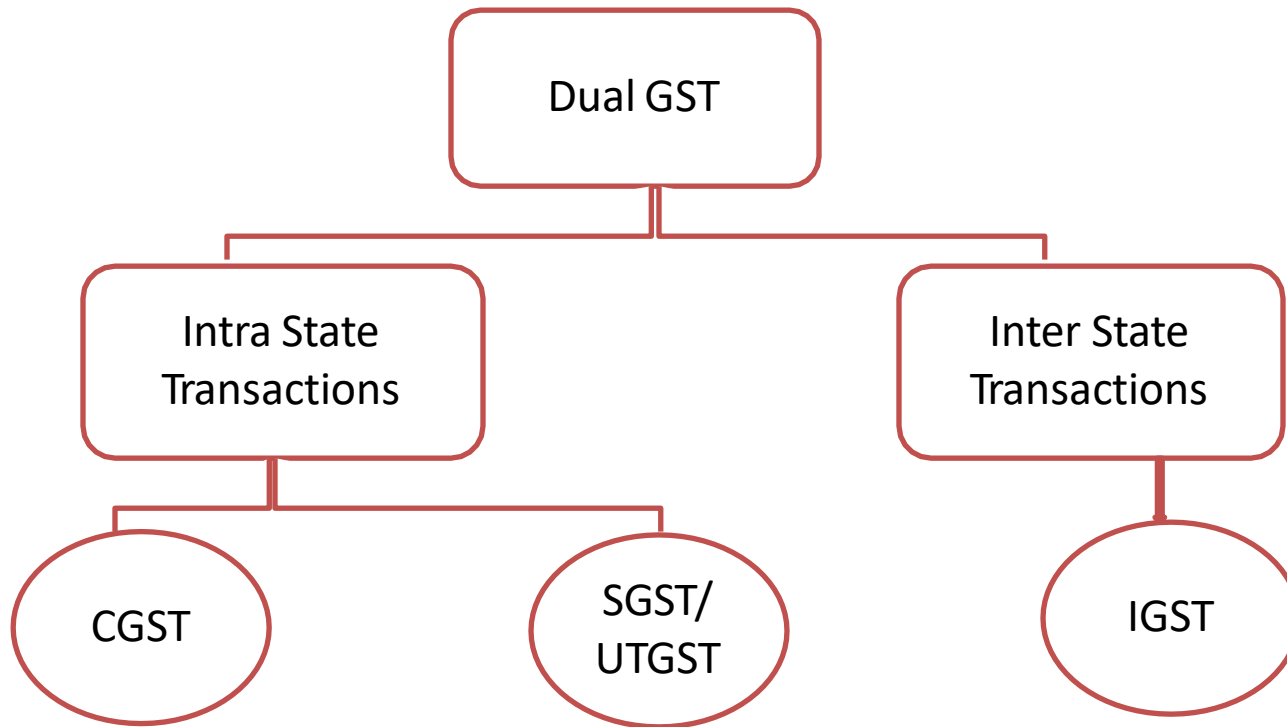 Dual GST
Intra State
Transactions
Inter State
Transactions
CGST
SGST/
UTGST
IGST